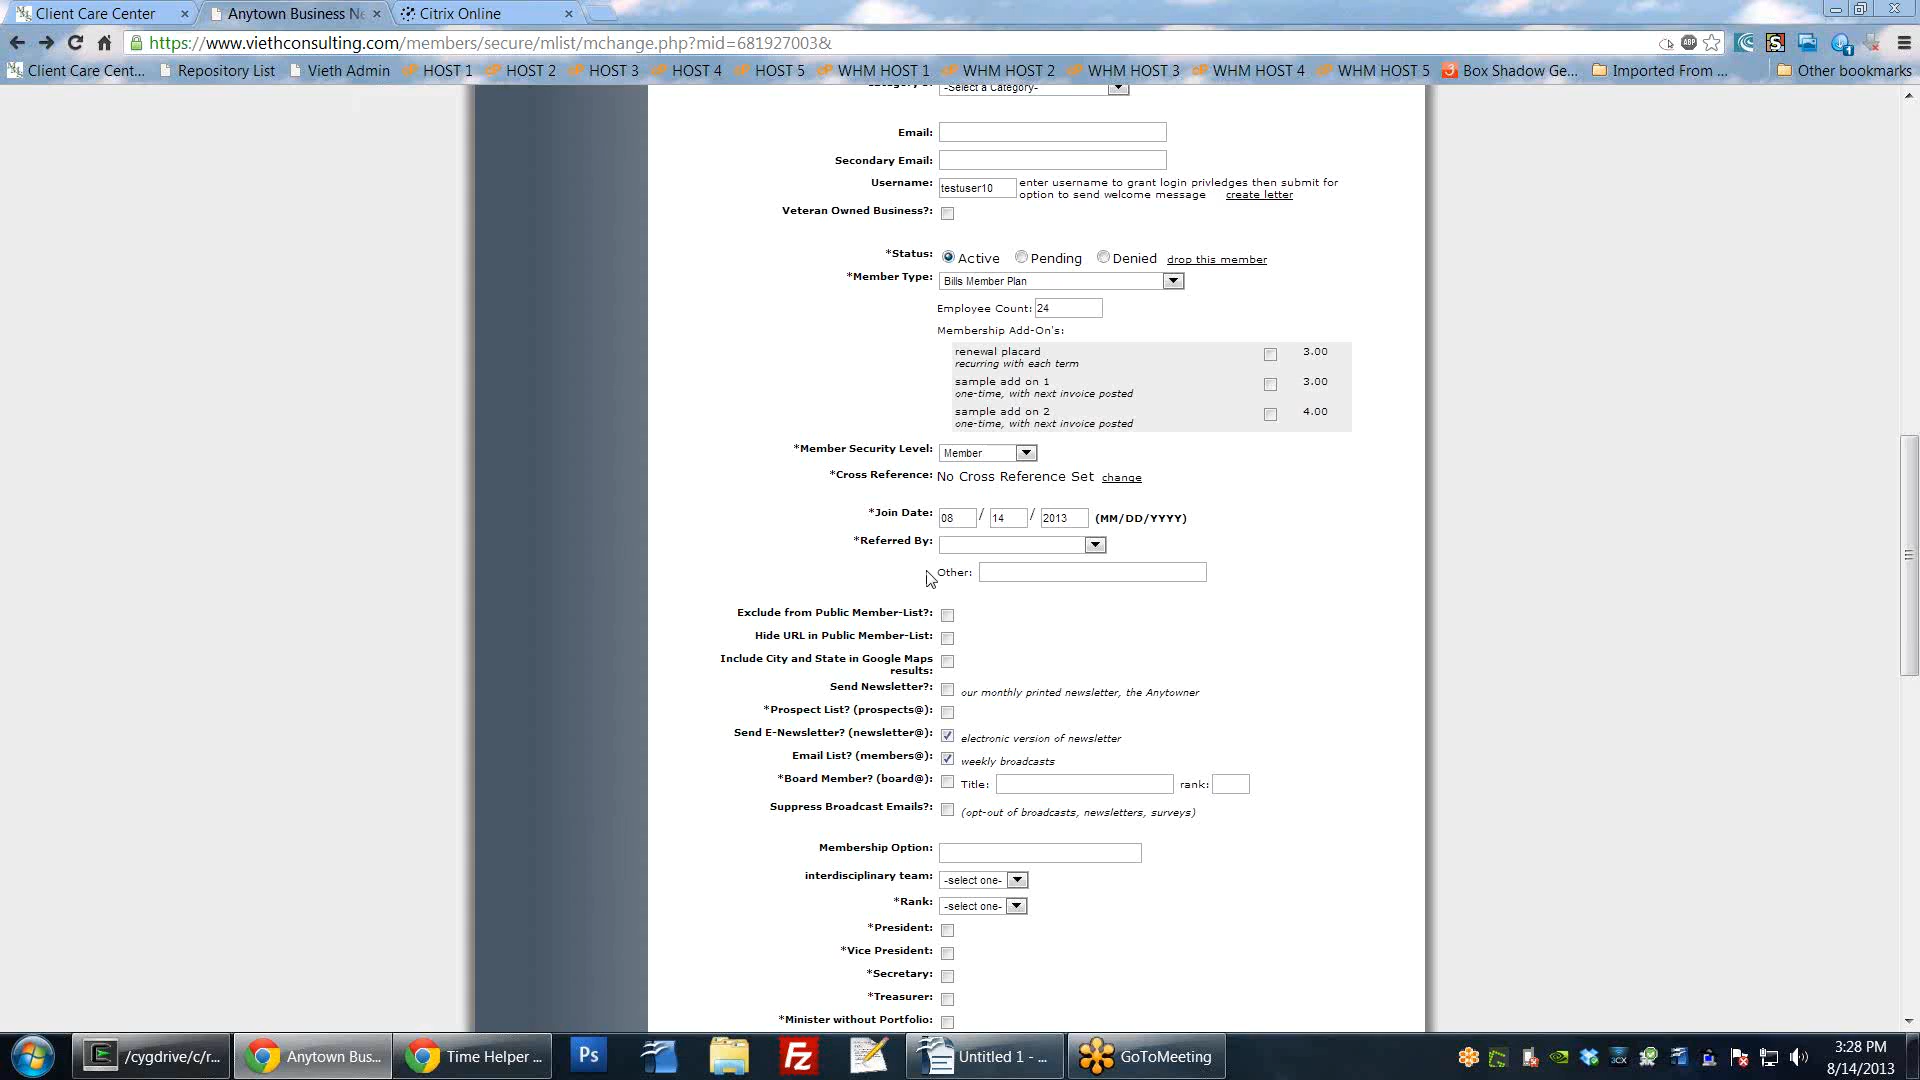 Client Care Center
Anytown Business Ne
Citrix Online
https://www.viethconsulting.com/members/secure/mlist/mchange.php?mid=681927003&
Client Care Cent...
Repository List
Vieth Admin
HOST 1
HOST 2
HOST 3
HOST 4
HOST 5
WHM HOST 1
WHM HOST 2
WHM HOST 3
WHM HOST 4
WHM HOST 5
Box Shadow Ge...
Imported From ...
Other bookmarks
-Select a Category-
Email:
Secondary Email:
Username: testuser10 enter username to grant login privledges then submit for
option to send welcome message create letter
Veteran Owned Business?:
*Status: Active Pending Denied drop this member
*Member Type: Bills Member Plan
Employee Count: 24
Membership Add-On's:
renewal placard 3.00
recurring with each term
sample add on 1 3.00
one-time, with next invoice posted
sample add on 2 4.00
one-time, with next invoice posted
*Member Security Level: Member
*Cross Reference: No Cross Reference Set change
*Join Date: 08 / 14 / 2013 (MM/DD/YYYY)
*Referred By:
Other:
Exclude from Public Member-List?:
Hide URL in Public Member-List:
Include City and State in Google Maps
results:
Send Newsletter?: our monthly printed newsletter, the Anytowner
*Prospect List? (prospects@):
Send E-Newsletter? (newsletter@): electronic version of newsletter
Email List? (members@): weekly broadcasts
*Board Member? (board@): Title: rank:
Suppress Broadcast Emails?: (opt-out of broadcasts, newsletters, surveys)
Membership Option:
interdisciplinary team: -select one-
*Rank: -select one-
*President:
*Vice President:
*Secretary:
*Treasurer:
*Minister without Portfolio:
/cygdrive/c/r...
Anytown Bus...
Time Helper ...
Ps
Fz
Untitled 1 - ...
GoToMeeting
3:28 PM
8/14/2013